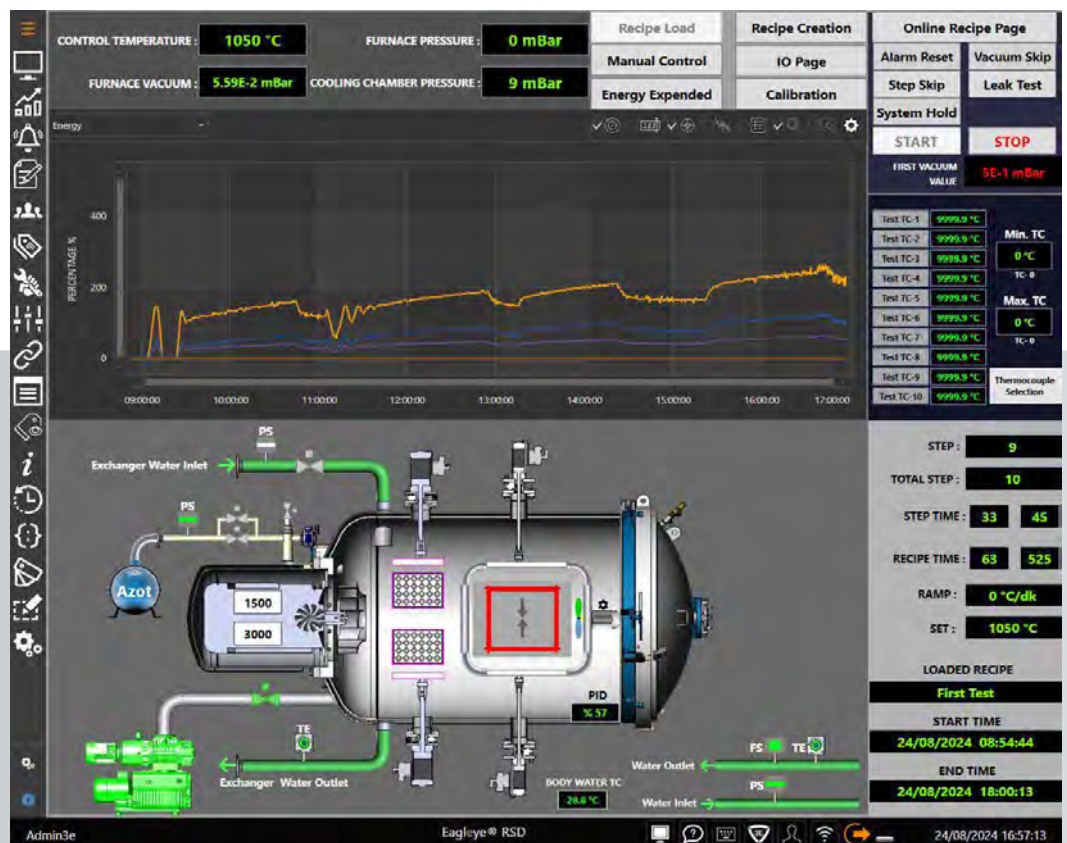 CONTROL TEMPERATURE : 1050 °C
FURNACE PRESSURE : 0 mBar
FURNACE VACUUM : 5.59E-2 mBar
COOLING CHAMBER PRESSURE : 9 mBar
Recipe Load
Recipe Creation
Manual Control
IO Page
Energy Expended
Calibration
Online Recipe Page
Alarm Reset
Vacuum Skip
Step Skip
Leak Test
System Hold
START
STOP
FIRST VACUUM
VALUE
5E-1 mBar
Energy
PERCENTAGE %
400
200
0
09:00:00
10:00:00
11:00:00
12:00:00
13:00:00
14:00:00
15:00:00
16:00:00
17:00:00
Test TC-1 9999.9 °C
Test TC-2 9999.9 °C
Test TC-3 9999.9 °C
Test TC-4 9999.9 °C
Test TC-5 9999.9 °C
Test TC-6 9999.9 °C
Test TC-7 9999.9 °C
Test TC-8 9999.9 °C
Test TC-9 9999.9 °C
Test TC-10 9999.9 °C
Min. TC
0 °C
TC- 0
Max. TC
0 °C
TC- 0
Thermocouple
Selection
PS
Exchanger Water Inlet
PS
Azot
1500
3000
PID
% 57
TE
Exchanger Water Outlet
BODY WATER TC
28.8 °C
FS
TE
Water Outlet
PS
Water Inlet
STEP : 9
TOTAL STEP : 10
STEP TIME : 33 45
RECIPE TIME : 63 525
RAMP : 0 °C/dk
SET : 1050 °C
LOADED RECIPE
First Test
START TIME
24/08/2024 08:54:44
END TIME
24/08/2024 18:00:13
Admin3e
Eagleye® RSD
24/08/2024 16:57:13